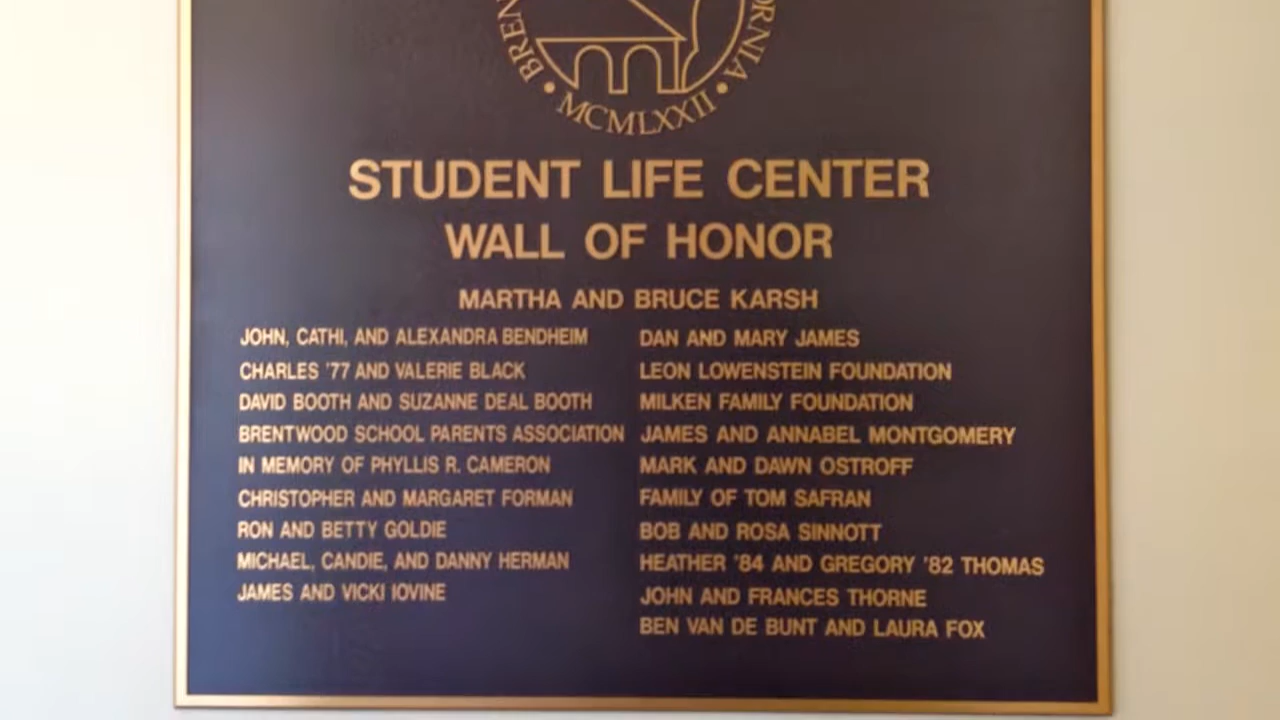 MCMLXXII
STUDENT LIFE CENTER
WALL OF HONOR
MARTHA AND BRUCE KARSH
JOHN, CATHI, AND ALEXANDRA BENDHEIM
CHARLES '77 AND VALERIE BLACK
DAVID BOOTH AND SUZANNE DEAL BOOTH
BRENTWOOD SCHOOL PARENTS ASSOCIATION
IN MEMORY OF PHYLLIS R. CAMERON
CHRISTOPHER AND MARGARET FORMAN
RON AND BETTY GOLDIE
MICHAEL, CANDIE, AND DANNY HERMAN
JAMES AND VICKI IOVINE
DAN AND MARY JAMES
LEON LOWENSTEIN FOUNDATION
MILKEN FAMILY FOUNDATION
JAMES AND ANNABEL MONTGOMERY
MARK AND DAWN OSTROFF
FAMILY OF TOM SAFRAN
BOB AND ROSA SINNOTT
HEATHER '84 AND GREGORY '82 THOMAS
JOHN AND FRANCES THORNE
BEN VAN DE BUNT AND LAURA FOX